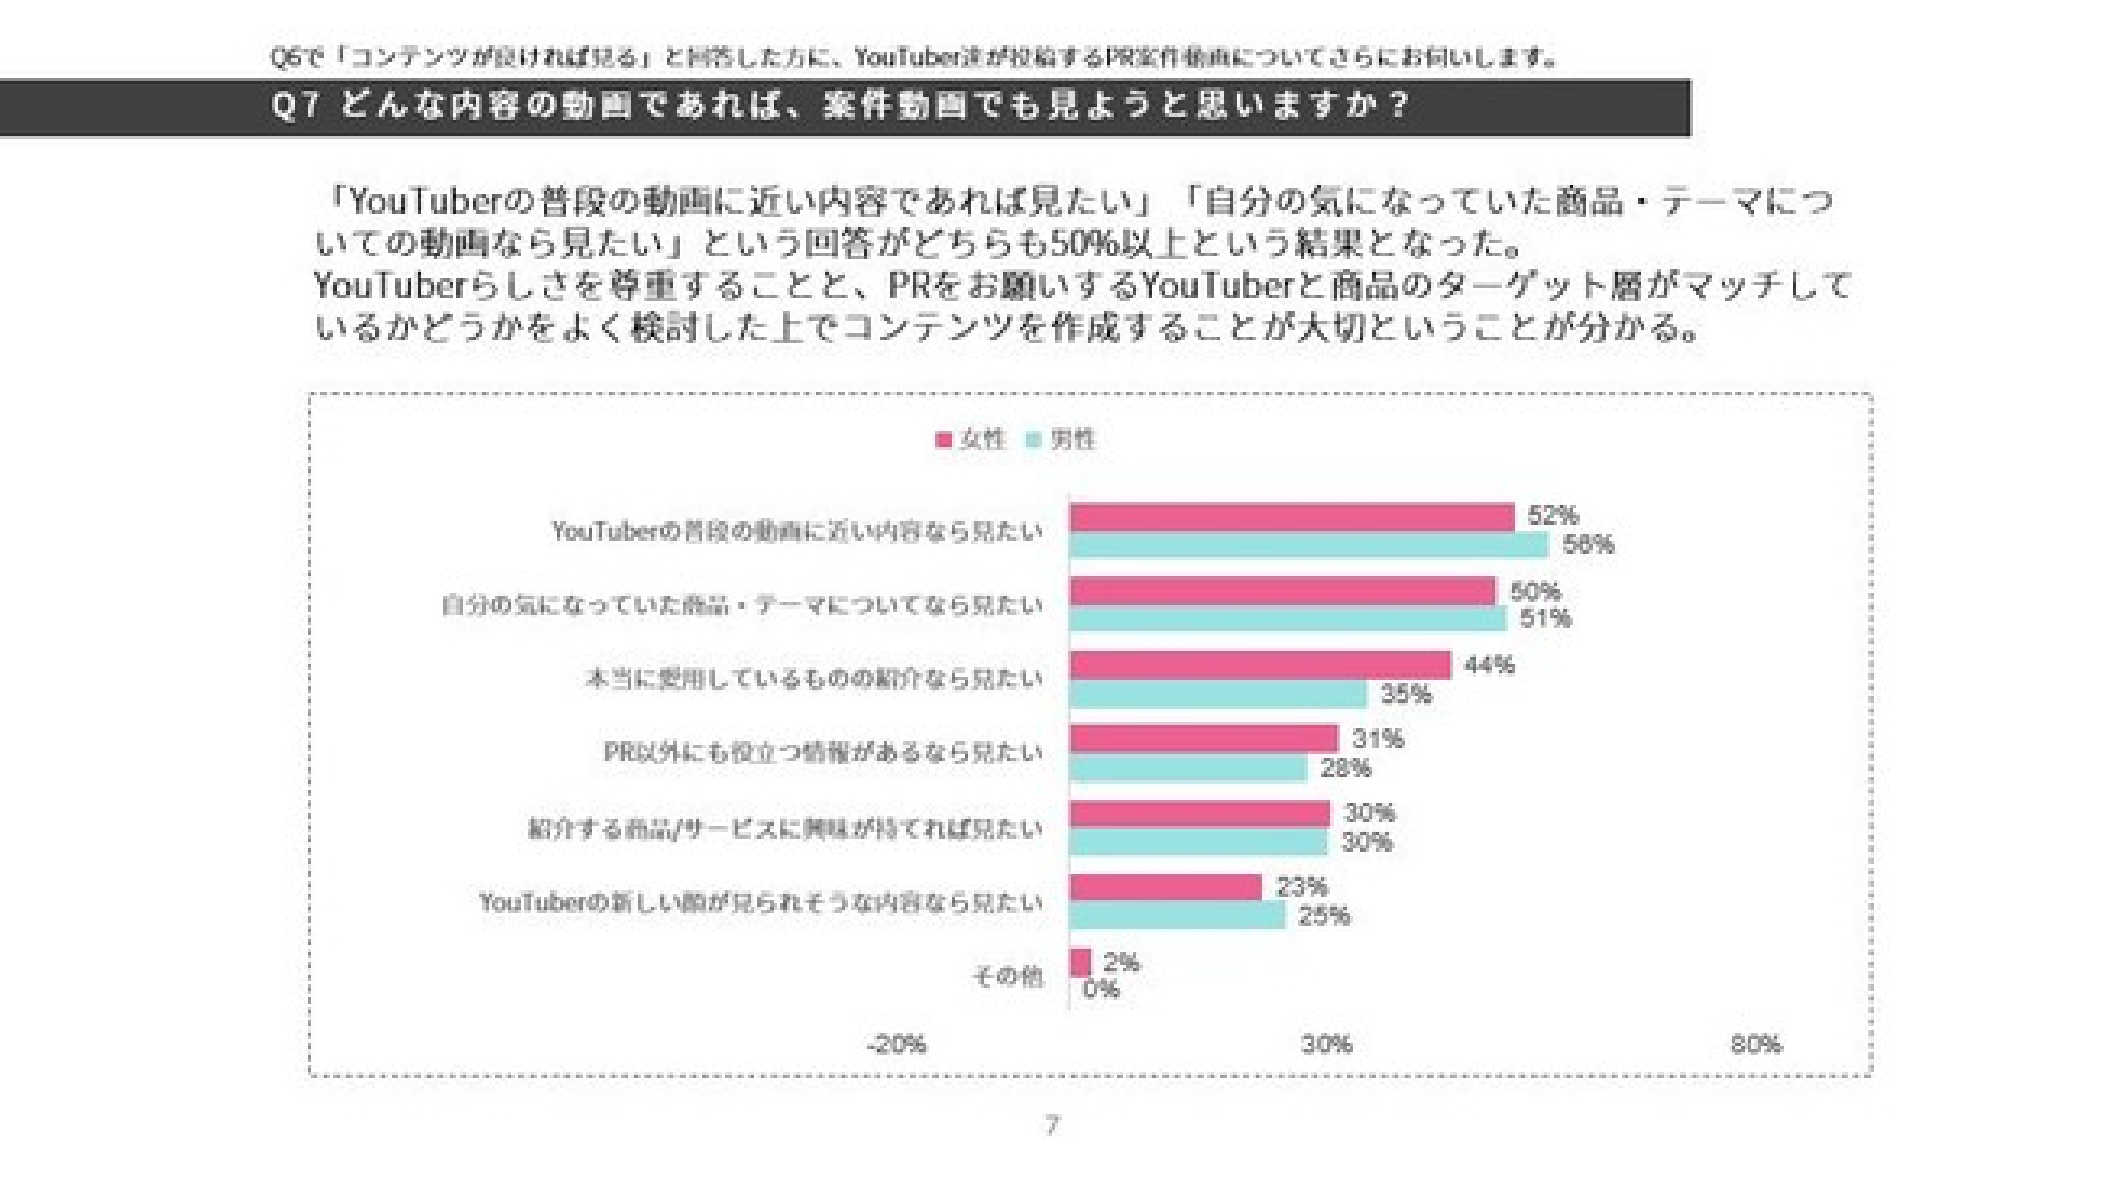 Q6で「コンテンツが良ければ見る」と回答した方に、YouTuber達が投稿するPR案件動画についてさらにお伺いします。
Q7 どんな内容の動画であれば、案件動画でも見ようと思いますか？
「YouTuberの普段の動画に近い内容であれば見たい」「自分の気になっていた商品・テーマにつ
いての動画なら見たい」という回答がどちらも50%以上という結果となった。
YouTuberらしさを尊重することと、PRをお願いするYouTuberと商品のターゲット層がマッチして
いるかどうかをよく検討した上でコンテンツを作成することが大切ということが分かる。
女性 男性
YouTuberの普段の動画に近い内容なら見たい
52%
56%
自分の気になっていた商品・テーマについてなら見たい
50%
51%
本当に愛用しているものの紹介なら見たい
44%
35%
PR以外にも役立つ情報があるなら見たい
31%
28%
紹介する商品/サービスに興味が持てれば見たい
30%
30%
YouTuberの新しい顔が見られそうな内容なら見たい
23%
25%
その他
2%
0%
-20% 30% 80%
7